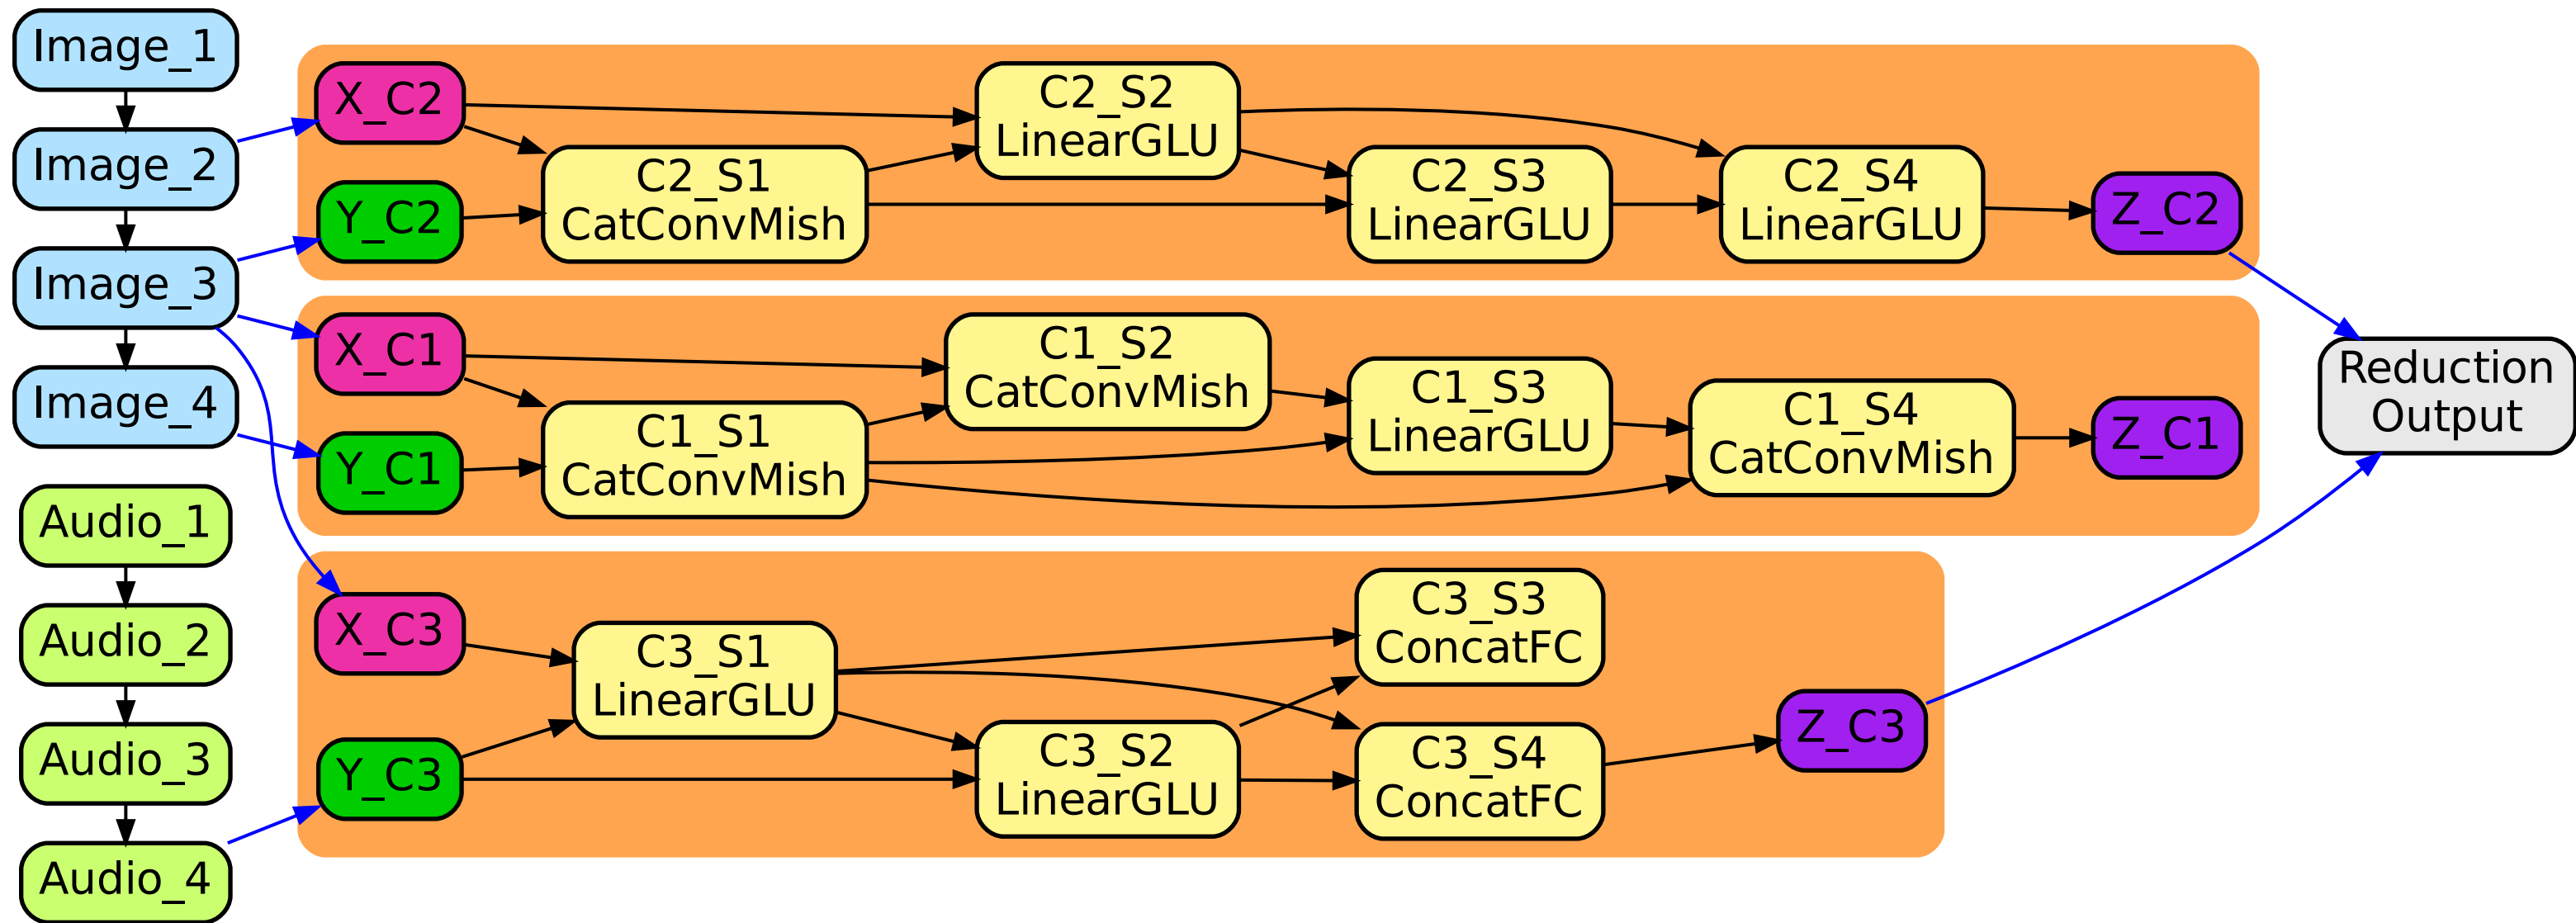 Image_1
Image_2
Image_3
Image_4
Audio_1
Audio_2
Audio_3
Audio_4
X_C2
Y_C2
C2_S1
CatConvMish
C2_S2
LinearGLU
C2_S3
LinearGLU
C2_S4
LinearGLU
Z_C2
X_C1
Y_C1
C1_S1
CatConvMish
C1_S2
CatConvMish
C1_S3
LinearGLU
C1_S4
CatConvMish
Z_C1
X_C3
Y_C3
C3_S1
LinearGLU
C3_S2
LinearGLU
C3_S3
ConcatFC
C3_S4
ConcatFC
Z_C3
Reduction
Output